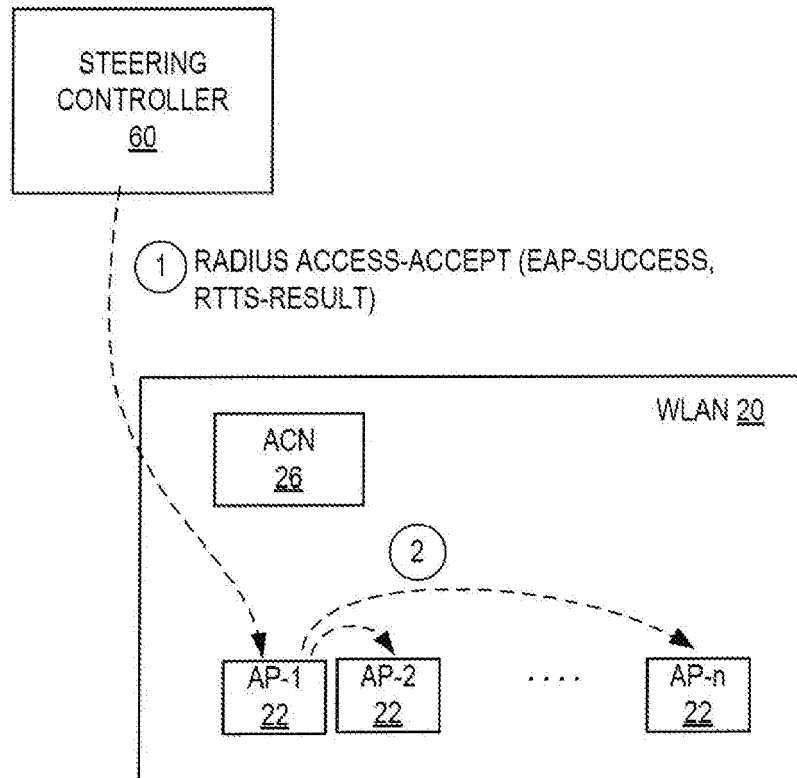 STEERING
CONTROLLER
60
1 RADIUS ACCESS-ACCEPT (EAP-SUCCESS,
RTTS-RESULT)
WLAN 20
ACN
26
2
AP-1
22
AP-2
22
....
AP-n
22